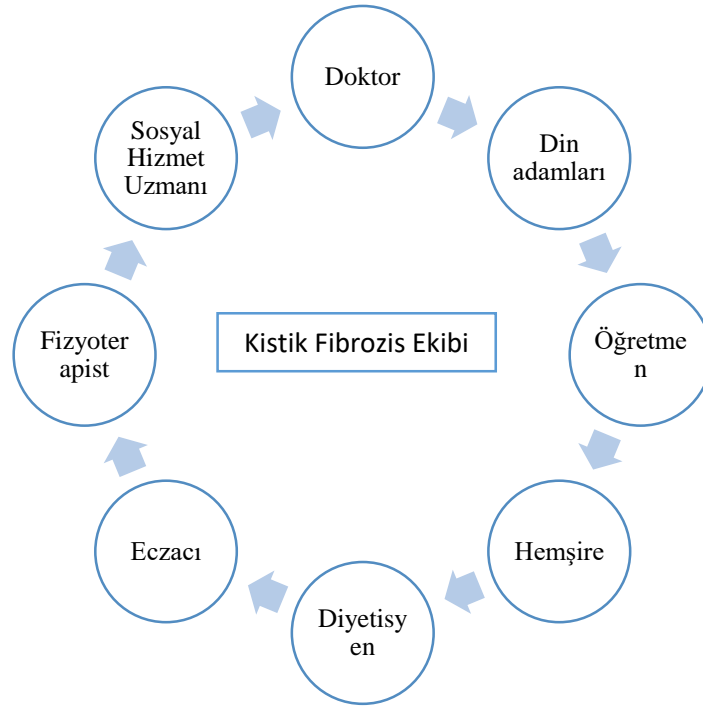 Doktor
Din
adamları
Öğretme
n
Hemşire
Diyetisy
en
Eczacı
Fizyoter
apist
Sosyal
Hizmet
Uzmanı
Kistik Fibrozis Ekibi